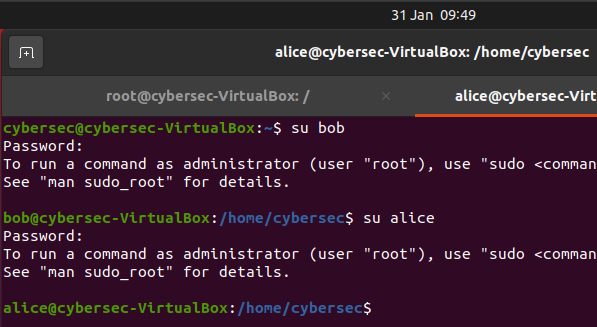 31 Jan 09:49
alice@cybersec-VirtualBox: /home/cybersec
root@cybersec-VirtualBox: /
alice@cybersec-Virt
cybersec@cybersec-VirtualBox:~$ su bob
Password:
To run a command as administrator (user "root"), use "sudo <comman
See "man sudo_root" for details.
bob@cybersec-VirtualBox:/home/cybersec$ su alice
Password:
To run a command as administrator (user "root"), use "sudo <comman
See "man sudo_root" for details.
alice@cybersec-VirtualBox:/home/cybersec$